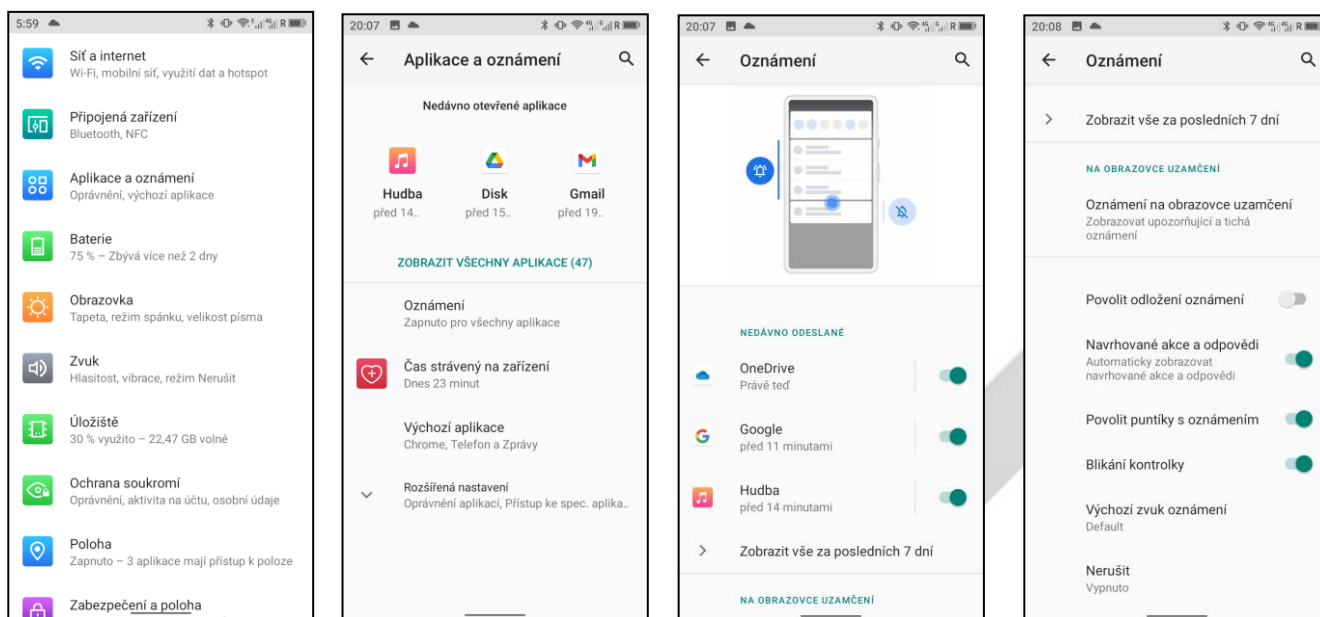 5:59
R
Síť a internet
Wi-Fi, mobilní síť, využití dat a hotspot
Připojená zařízení
Bluetooth, NFC
Aplikace a oznámení
Oprávnění, výchozí aplikace
Baterie
75 % – Zbývá více než 2 dny
Obrazovka
Tapeta, režim spánku, velikost písma
Zvuk
Hlasitost, vibrace, režim Nerušit
Úložiště
30 % využito – 22,47 GB volné
Ochrana soukromí
Oprávnění, aktivita na účtu, osobní údaje
Poloha
Zapnuto – 3 aplikace mají přístup k poloze
Zabezpečení a poloha
20:07
R
Aplikace a oznámení
Nedávno otevřené aplikace
Hudba Disk Gmail
před 14.. před 15.. před 19..
ZOBRAZIT VŠECHNY APLIKACE (47)
Oznámení
Zapnuto pro všechny aplikace
Čas strávený na zařízení
Dnes 23 minut
Výchozí aplikace
Chrome, Telefon a Zprávy
Rozšířená nastavení
Oprávnění aplikací, Přístup ke spec. aplika..
20:07
R
Oznámení
NEDÁVNO ODESLANÉ
OneDrive
Právě teď
Google
před 11 minutami
Hudba
před 14 minutami
Zobrazit vše za posledních 7 dní
NA OBRAZOVCE UZAMČENÍ
20:08
R
Oznámení
Zobrazit vše za posledních 7 dní
NA OBRAZOVCE UZAMČENÍ
Oznámení na obrazovce uzamčení
Zobrazovat upozorňující a tichá
oznámení
Povolit odložení oznámení
Navrhované akce a odpovědi
Automaticky zobrazovat
navrhované akce a odpovědi
Povolit puntíky s oznámením
Blikání kontrolky
Výchozí zvuk oznámení
Default
Nerušit
Vypnuto